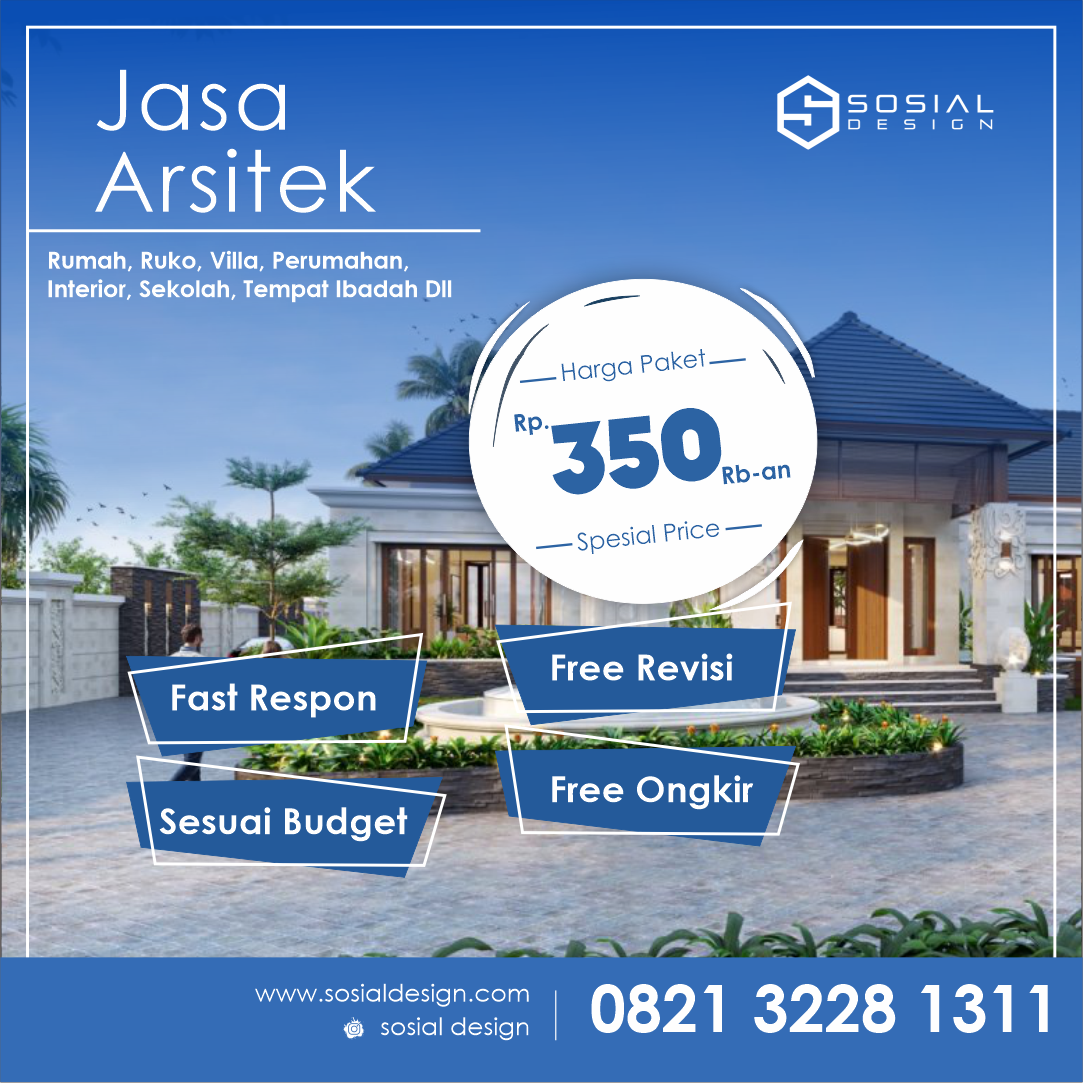 Jasa
Arsitek
SOSIAL
DESIGN
Rumah, Ruko, Villa, Perumahan,
Interior, Sekolah, Tempat Ibadah Dll
Harga Paket
Rp. 350 Rb-an
Spesial Price
Fast Respon
Free Revisi
Sesuai Budget
Free Ongkir
www.sosialdesign.com
sosial design
0821 3228 1311